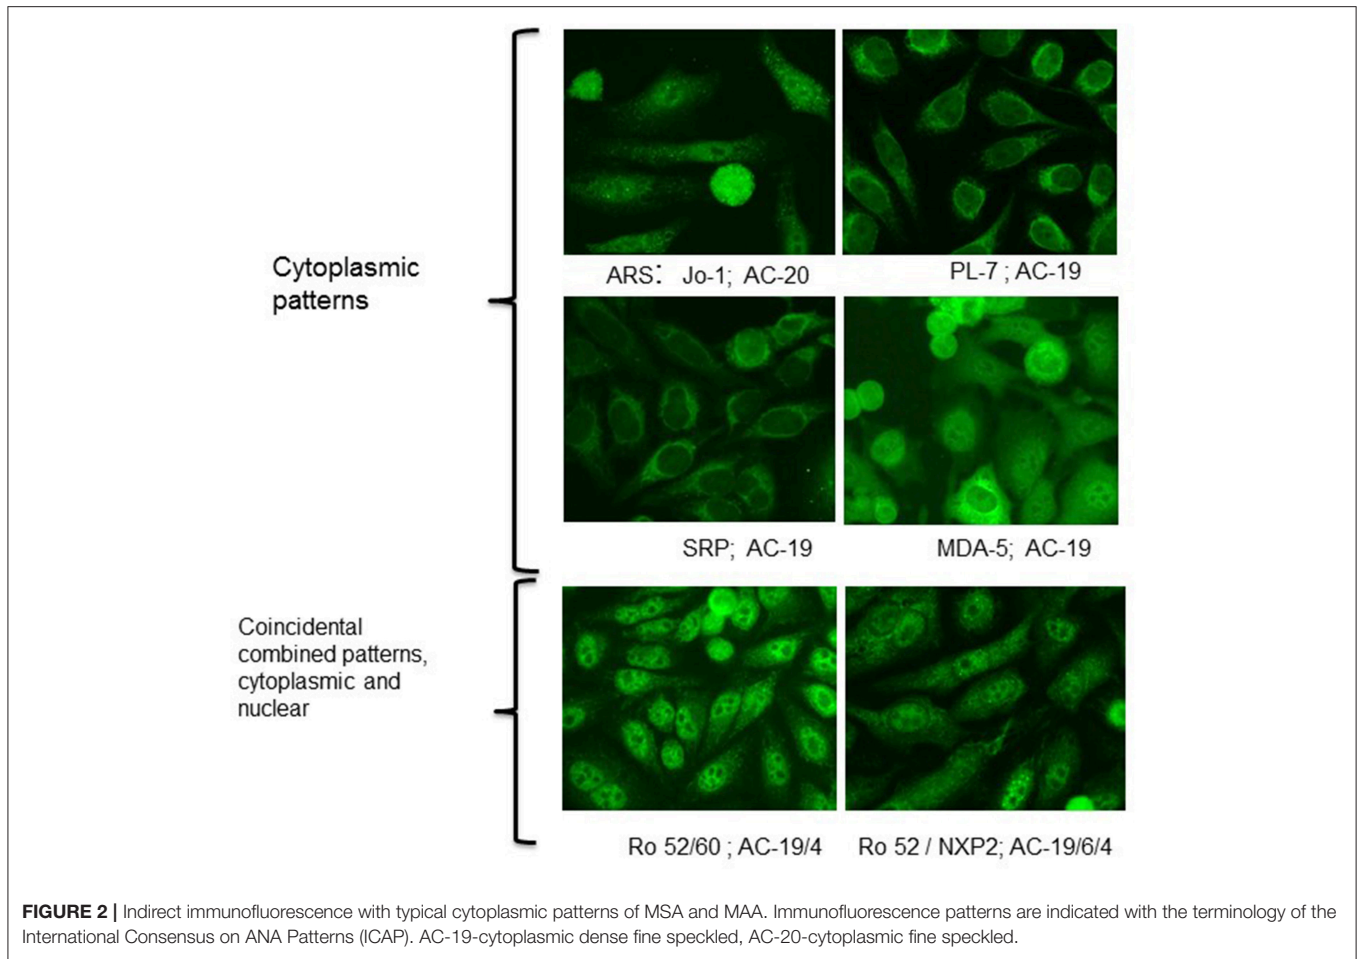 Cytoplasmic
patterns
ARS: Jo-1; AC-20
PL-7 ; AC-19
SRP; AC-19
MDA-5; AC-19
Coincidental
combined patterns,
cytoplasmic and
nuclear
Ro 52/60 ; AC-19/4
Ro 52 / NXP2; AC-19/6/4
FIGURE 2 | Indirect immunofluorescence with typical cytoplasmic patterns of MSA and MAA. Immunofluorescence patterns are indicated with the terminology of the
International Consensus on ANA Patterns (ICAP). AC-19-cytoplasmic dense fine speckled, AC-20-cytoplasmic fine speckled.